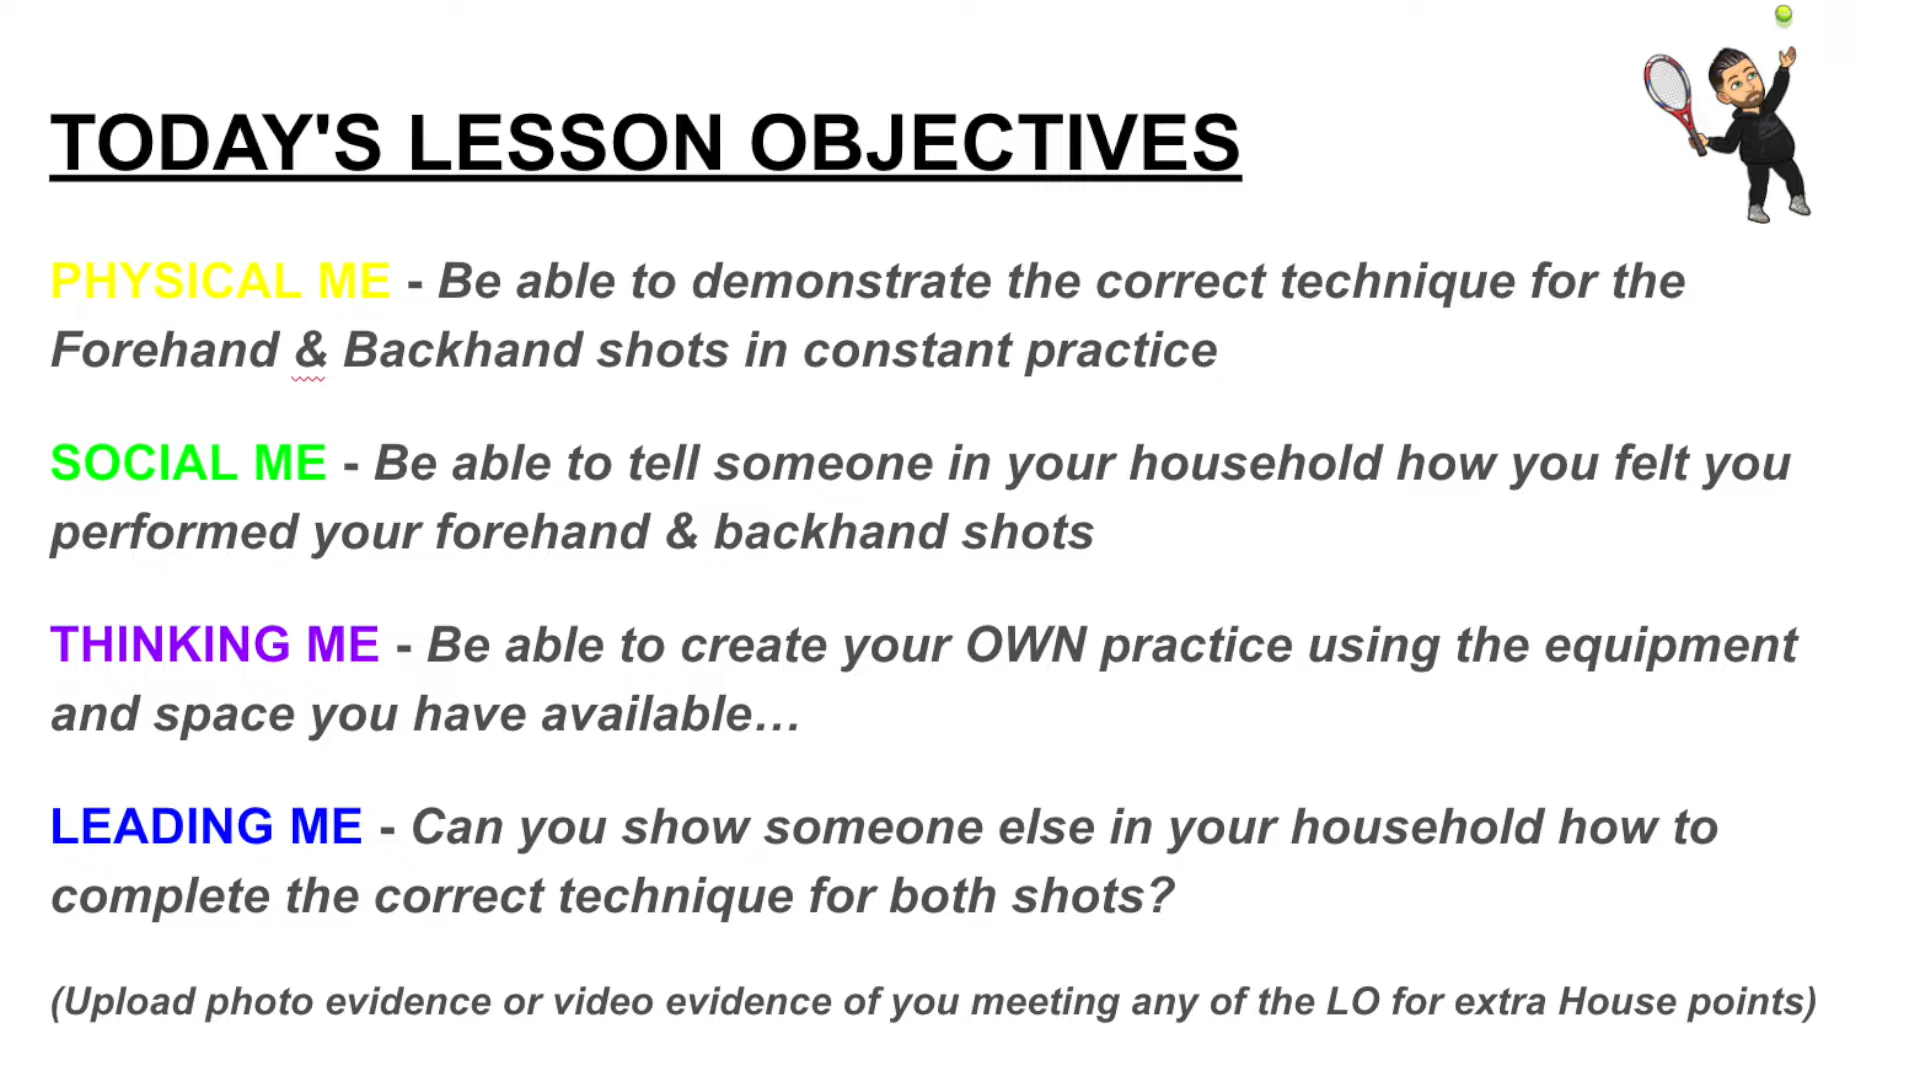 TODAY'S LESSON OBJECTIVES
PHYSICAL ME - Be able to demonstrate the correct technique for the
Forehand & Backhand shots in constant practice
SOCIAL ME - Be able to tell someone in your household how you felt you
performed your forehand & backhand shots
THINKING ME - Be able to create your OWN practice using the equipment
and space you have available…
LEADING ME - Can you show someone else in your household how to
complete the correct technique for both shots?
(Upload photo evidence or video evidence of you meeting any of the LO for extra House points)